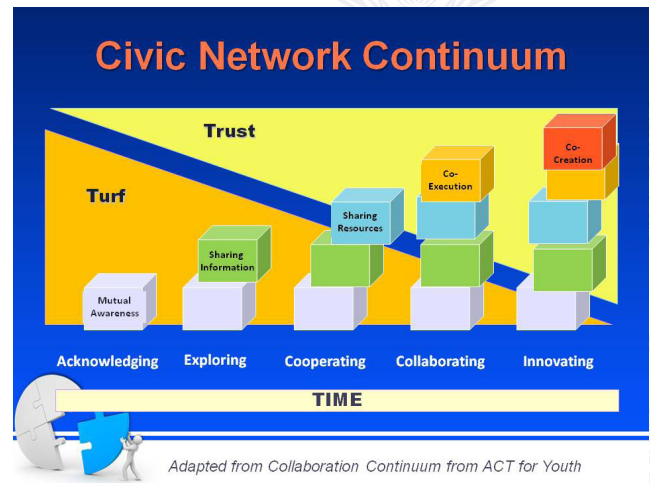 Civic Network Continuum
Trust
Turf
Co-
Creation
Co-
Execution
Sharing
Resources
Sharing
Information
Mutual
Awareness
Acknowledging Exploring Cooperating Collaborating Innovating
TIME
Adapted from Collaboration Continuum from ACT for Youth